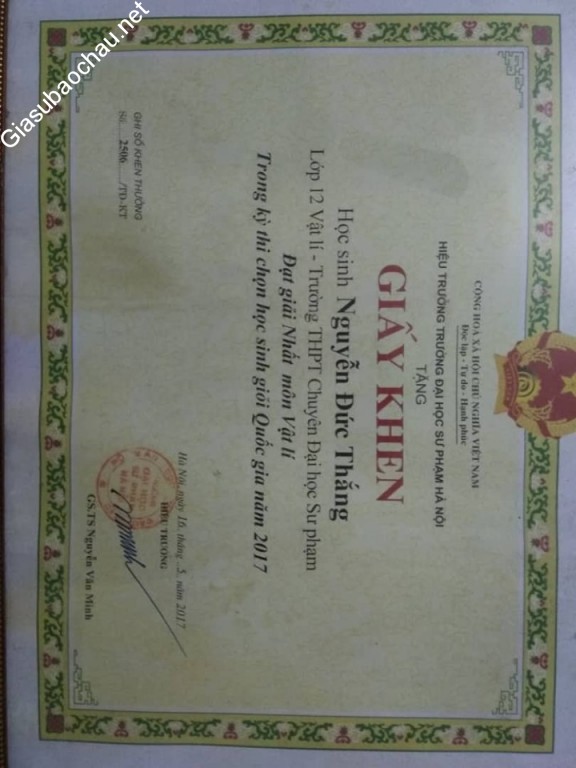 Giasubaochau.net
CỘNG HOÀ XÃ HỘI CHỦ NGHĨA VIỆT NAM
Độc lập - Tự do - Hạnh phúc
HIỆU TRƯỞNG TRƯỜNG ĐẠI HỌC SƯ PHẠM HÀ NỘI
TẶNG
GIẤY KHEN
Học sinh Nguyễn Đức Thắng
Lớp 12 Vật lí - Trường THPT Chuyên Đại học Sư phạm
Đạt giải Nhất môn Vật lí
Trong kỳ thi chọn học sinh giỏi Quốc gia năm 2017
GHI SỔ KHEN THƯỞNG
Số.....2506...../TĐ-KT
Hà Nội, ngày 16. tháng .5. năm 2017
HIỆU TRƯỞNG
GS.TS Nguyễn Văn Minh